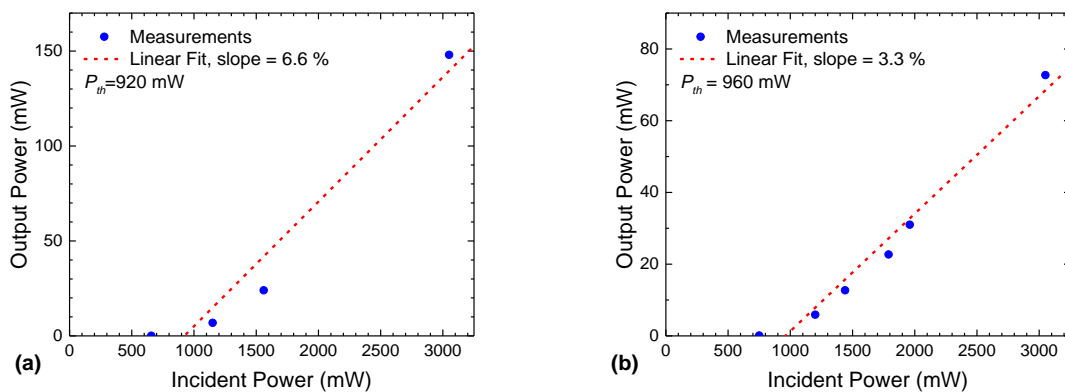 Measurements
Linear Fit, slope = 6.6 %
P_th=920 mW
150
100
50
0
Output Power (mW)
0 500 1000 1500 2000 2500 3000
Incident Power (mW)
(a)
Measurements
Linear Fit, slope = 3.3 %
P_th = 960 mW
80
60
40
20
0
Output Power (mW)
0 500 1000 1500 2000 2500 3000
Incident Power (mW)
(b)